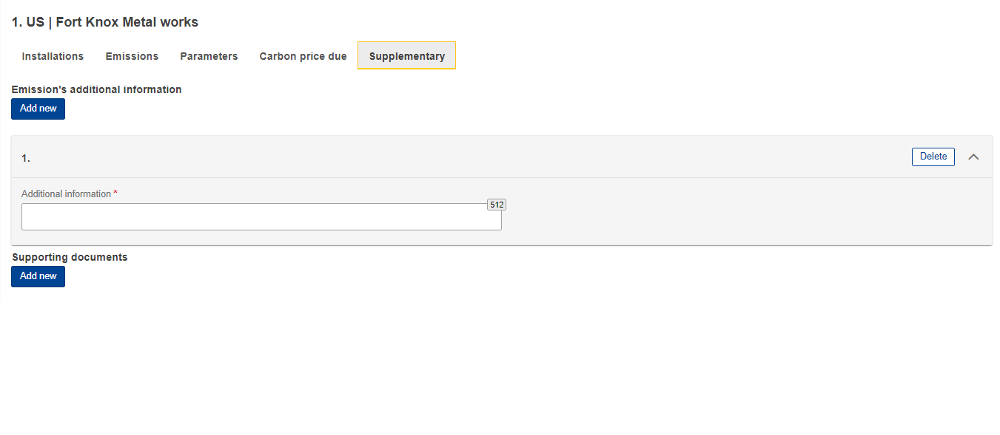 1. US | Fort Knox Metal works
Installations Emissions Parameters Carbon price due Supplementary
Emission's additional information
Add new
1. Delete
Additional information *
512
Supporting documents
Add new